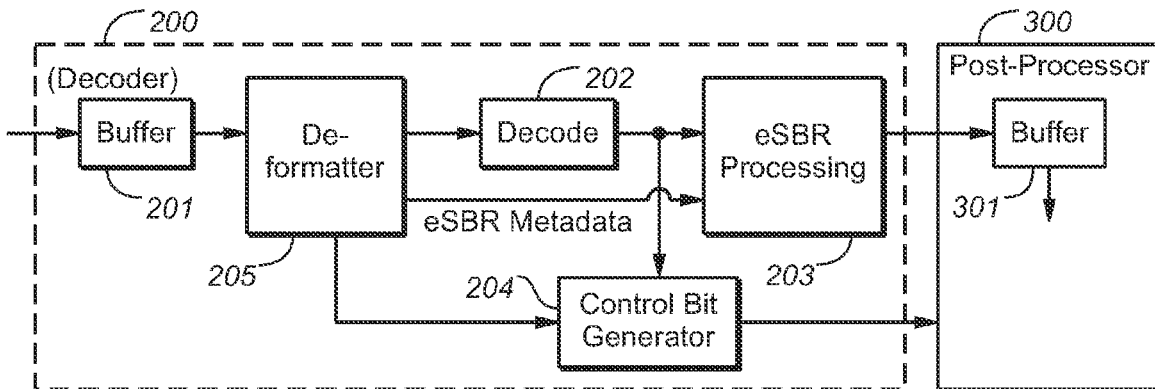 200
300
(Decoder)
Post-Processor
202
Buffer
De-
formatter
Decode
eSBR
Processing
Buffer
201
eSBR Metadata
301
205
204
203
Control Bit
Generator